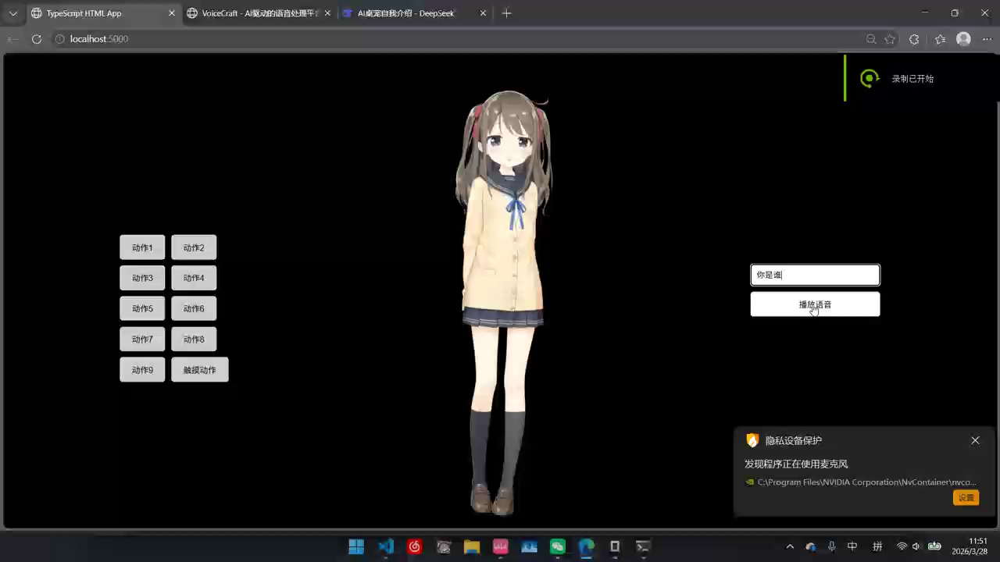 TypeScript HTML App
VoiceCraft - AI驱动的语音处理平台
AI桌宠自我介绍 - DeepSeek
localhost:5000
录制已开始
动作1
动作2
动作3
动作4
动作5
动作6
动作7
动作8
动作9
触摸动作
你是谁
播放语音
隐私设备保护
发现程序正在使用麦克风
C:\Program Files\NVIDIA Corporation\NvContainer\nvco...
设置
中
拼
11:51
2026/3/28